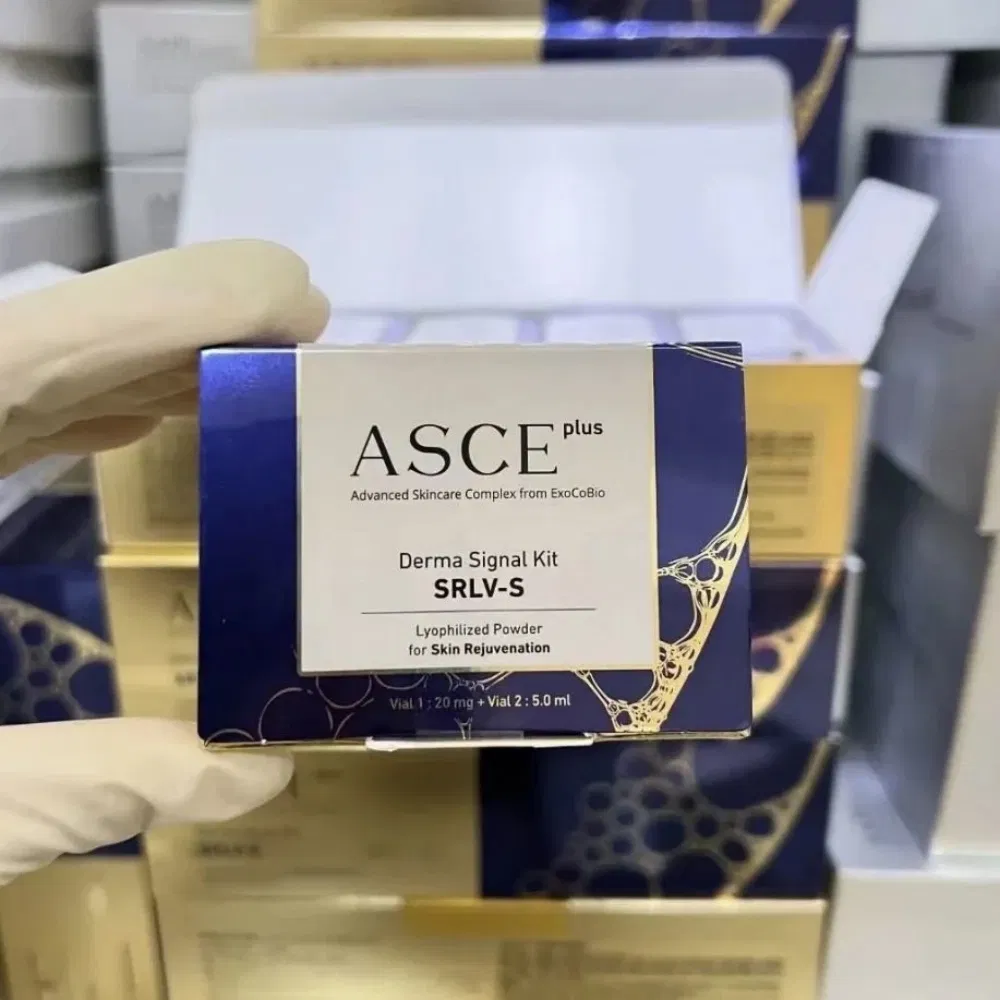 ASCE plus
Advanced Skincare Complex from ExoCoBio
Derma Signal Kit
SRLV-S
Lyophilized Powder
for Skin Rejuvenation
Vial 1 : 20 mg + Vial 2 : 5.0 ml